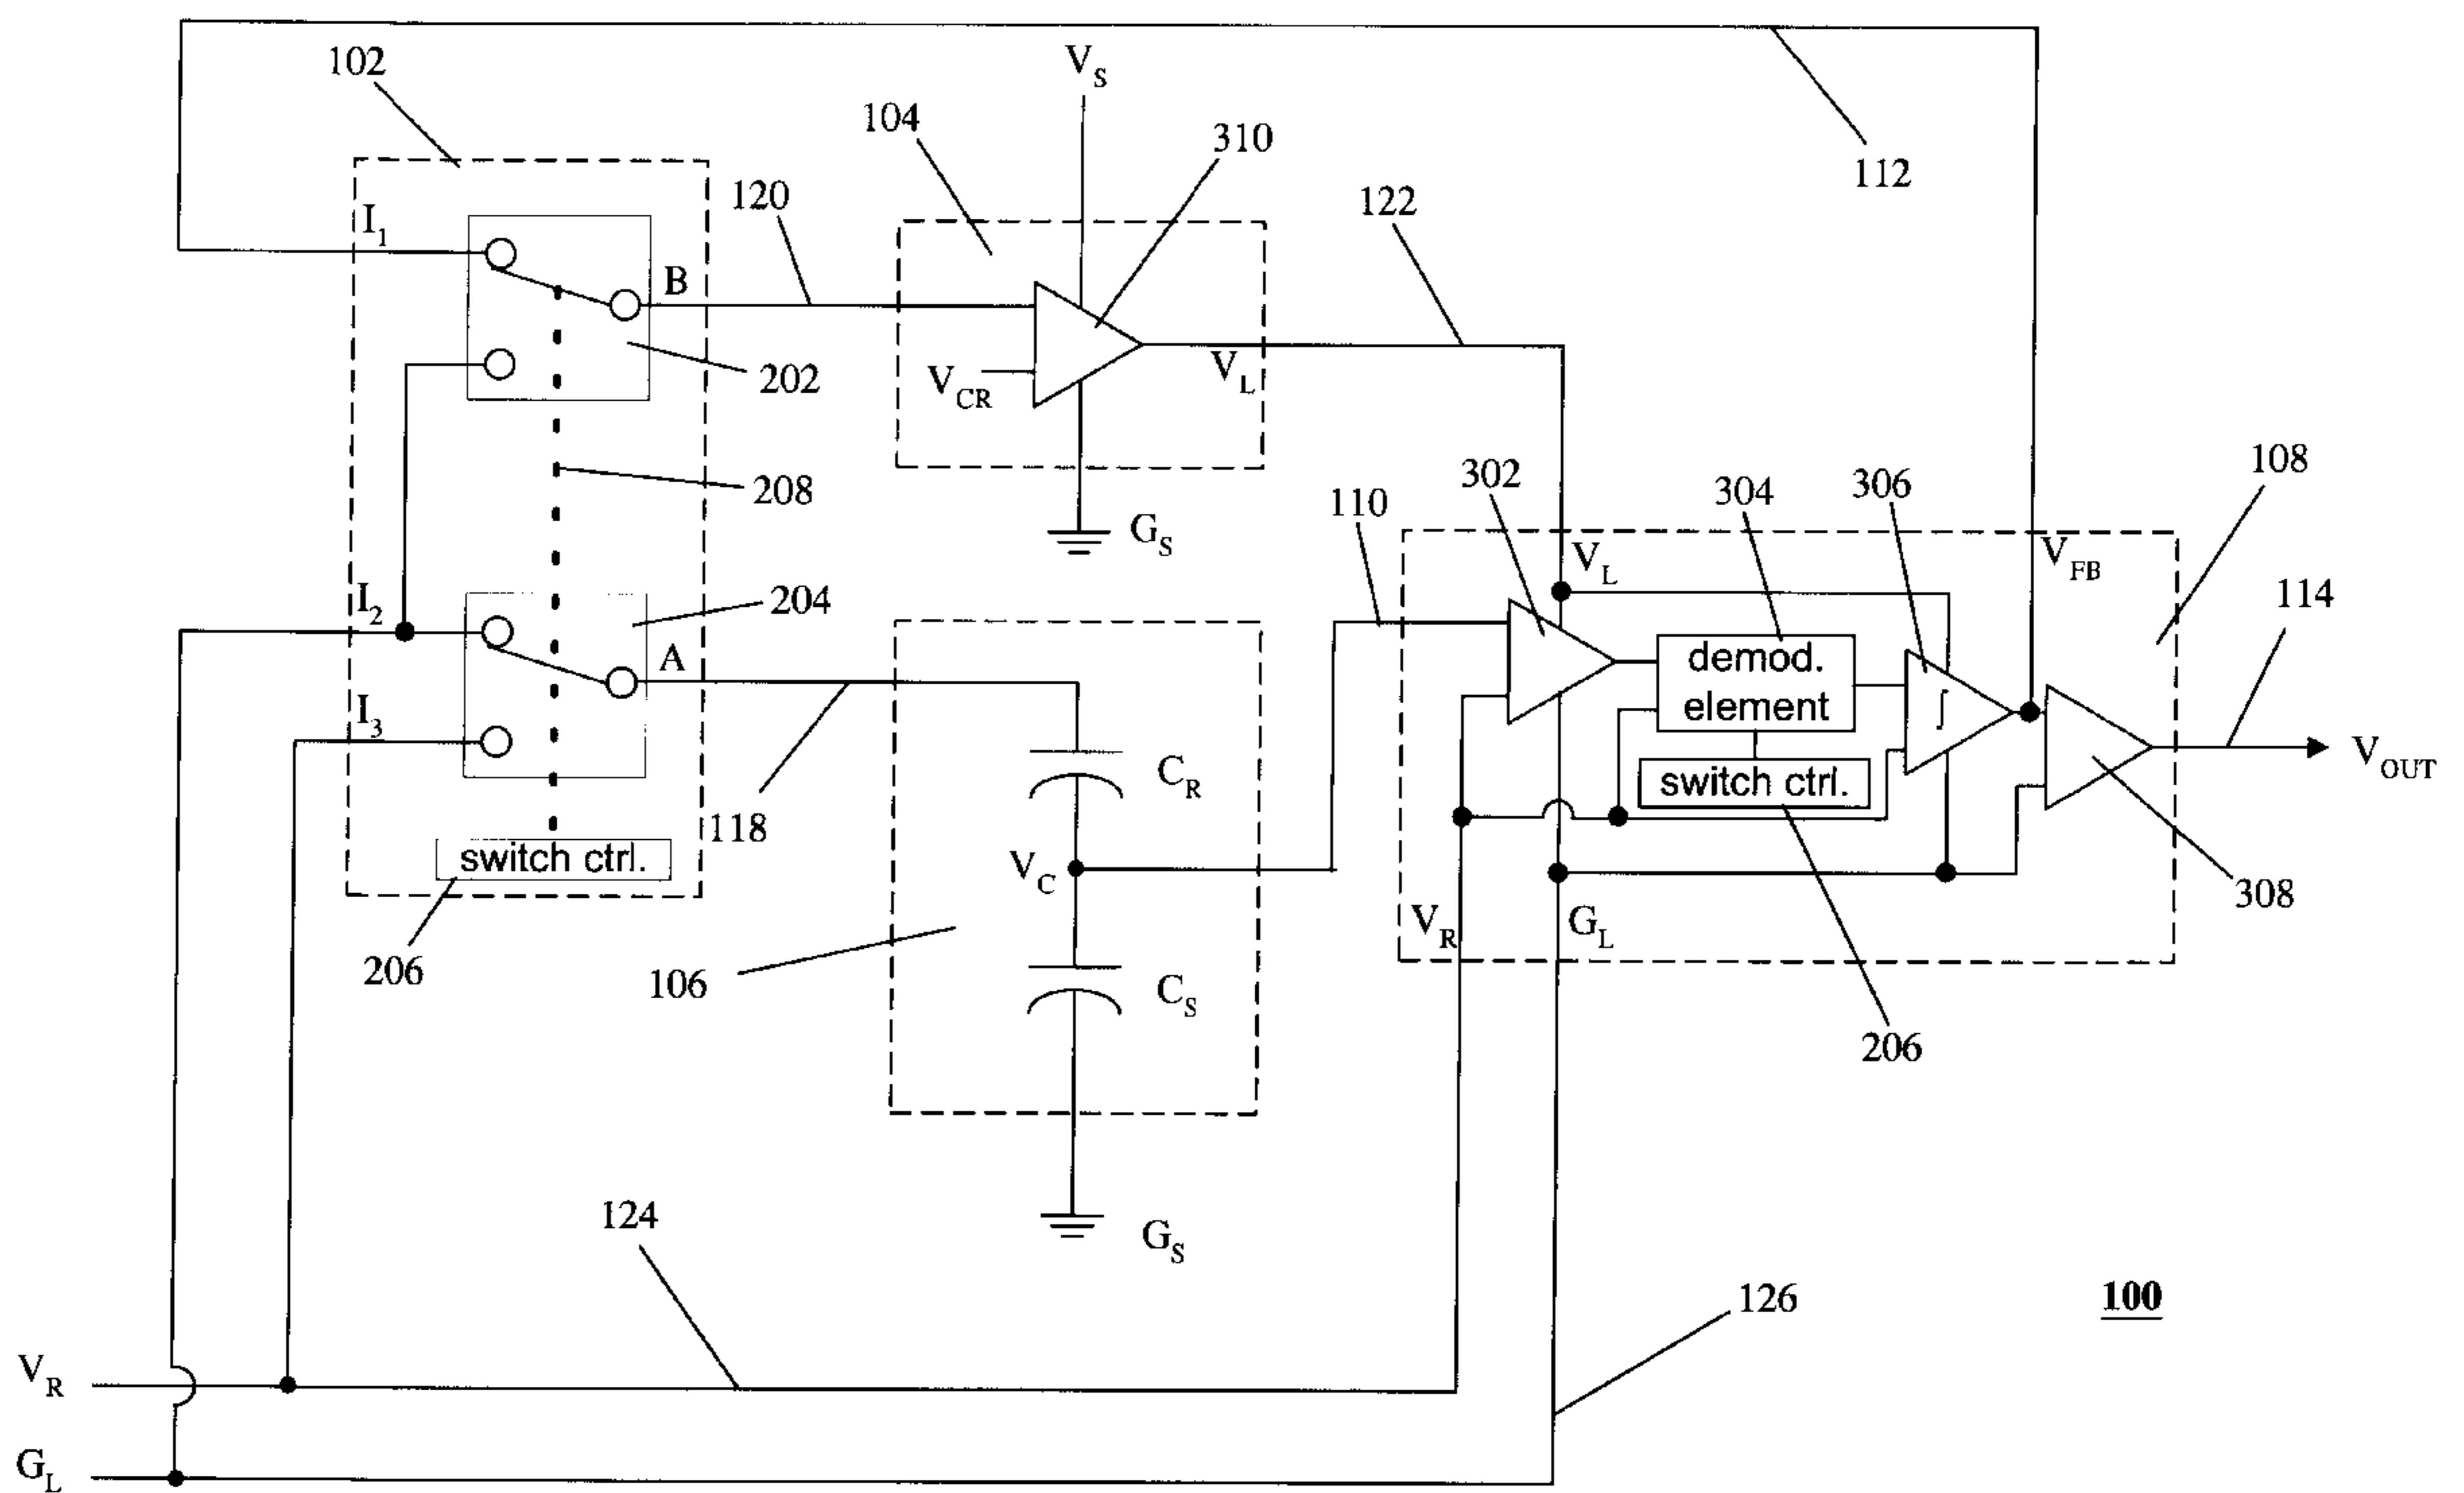 102
V_S
104
310
112
120
122
I_1
B
202
V_CR
V_L
208
G_S
110
302
304
306
108
V_L
V_FB
114
I_2
204
A
demod.
element
I_3
C_R
switch ctrl.
V_OUT
118
switch ctrl.
V_C
V_R
G_L
308
206
106
C_S
206
124
G_S
126
100
V_R
G_L
∫